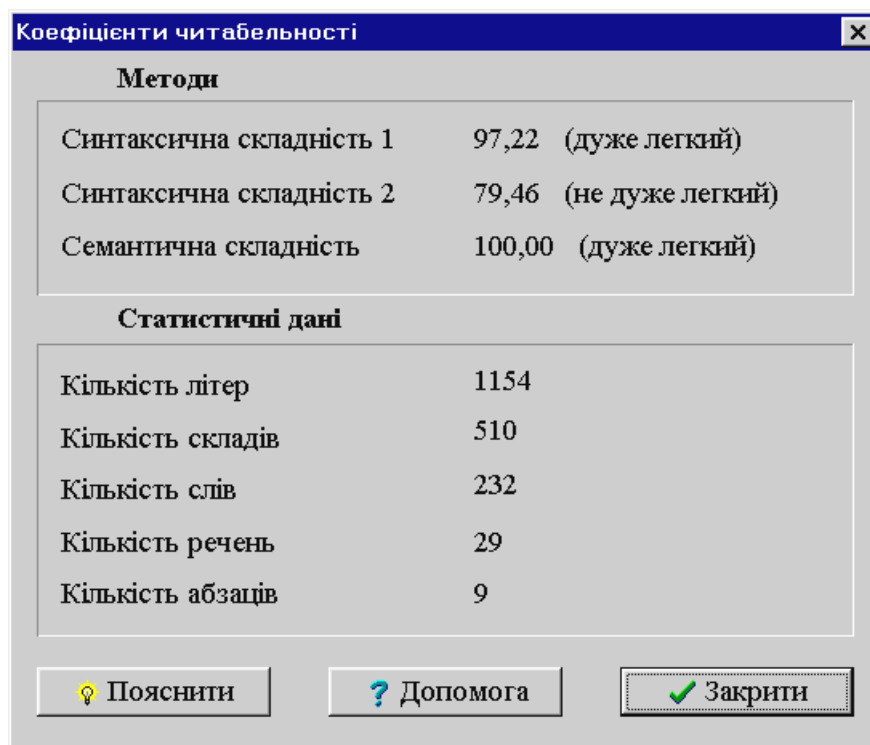 Коефіцієнти читабельності
Методи
Синтаксична складність 1 97,22 (дуже легкий)
Синтаксична складність 2 79,46 (не дуже легкий)
Семантична складність 100,00 (дуже легкий)
Статистичні дані
Кількість літер 1154
Кількість складів 510
Кількість слів 232
Кількість речень 29
Кількість абзаців 9
Пояснити ? Допомога Закрити